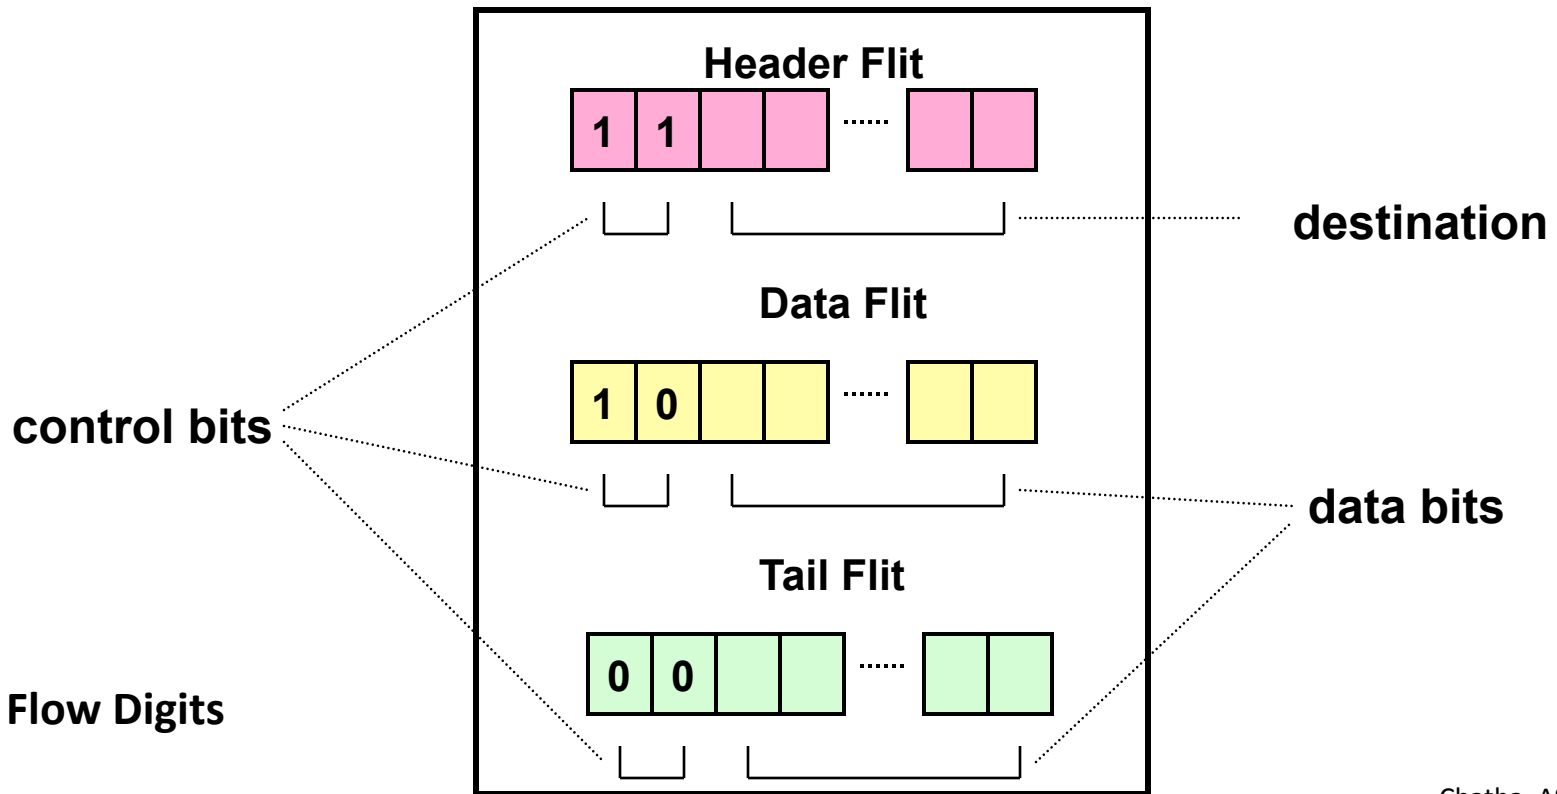 Header Flit
1 1 ......
destination
Data Flit
1 0 ......
control bits
data bits
Tail Flit
0 0 ......
Flow Digits